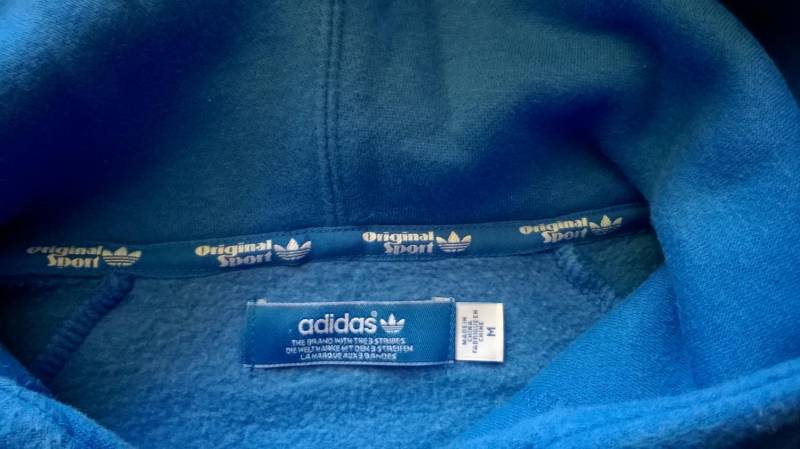 Original
Sport
Original
Sport
Original
Sport
Original
Sport
adidas
THE BRAND WITH THE 3 STRIPES
DIE WELTMARKE MIT DEN 3 STREIFEN
LA MARQUE AUX 3 BANDES
MADE IN
CHINA
FABRIQUÉ EN
CHINE
M